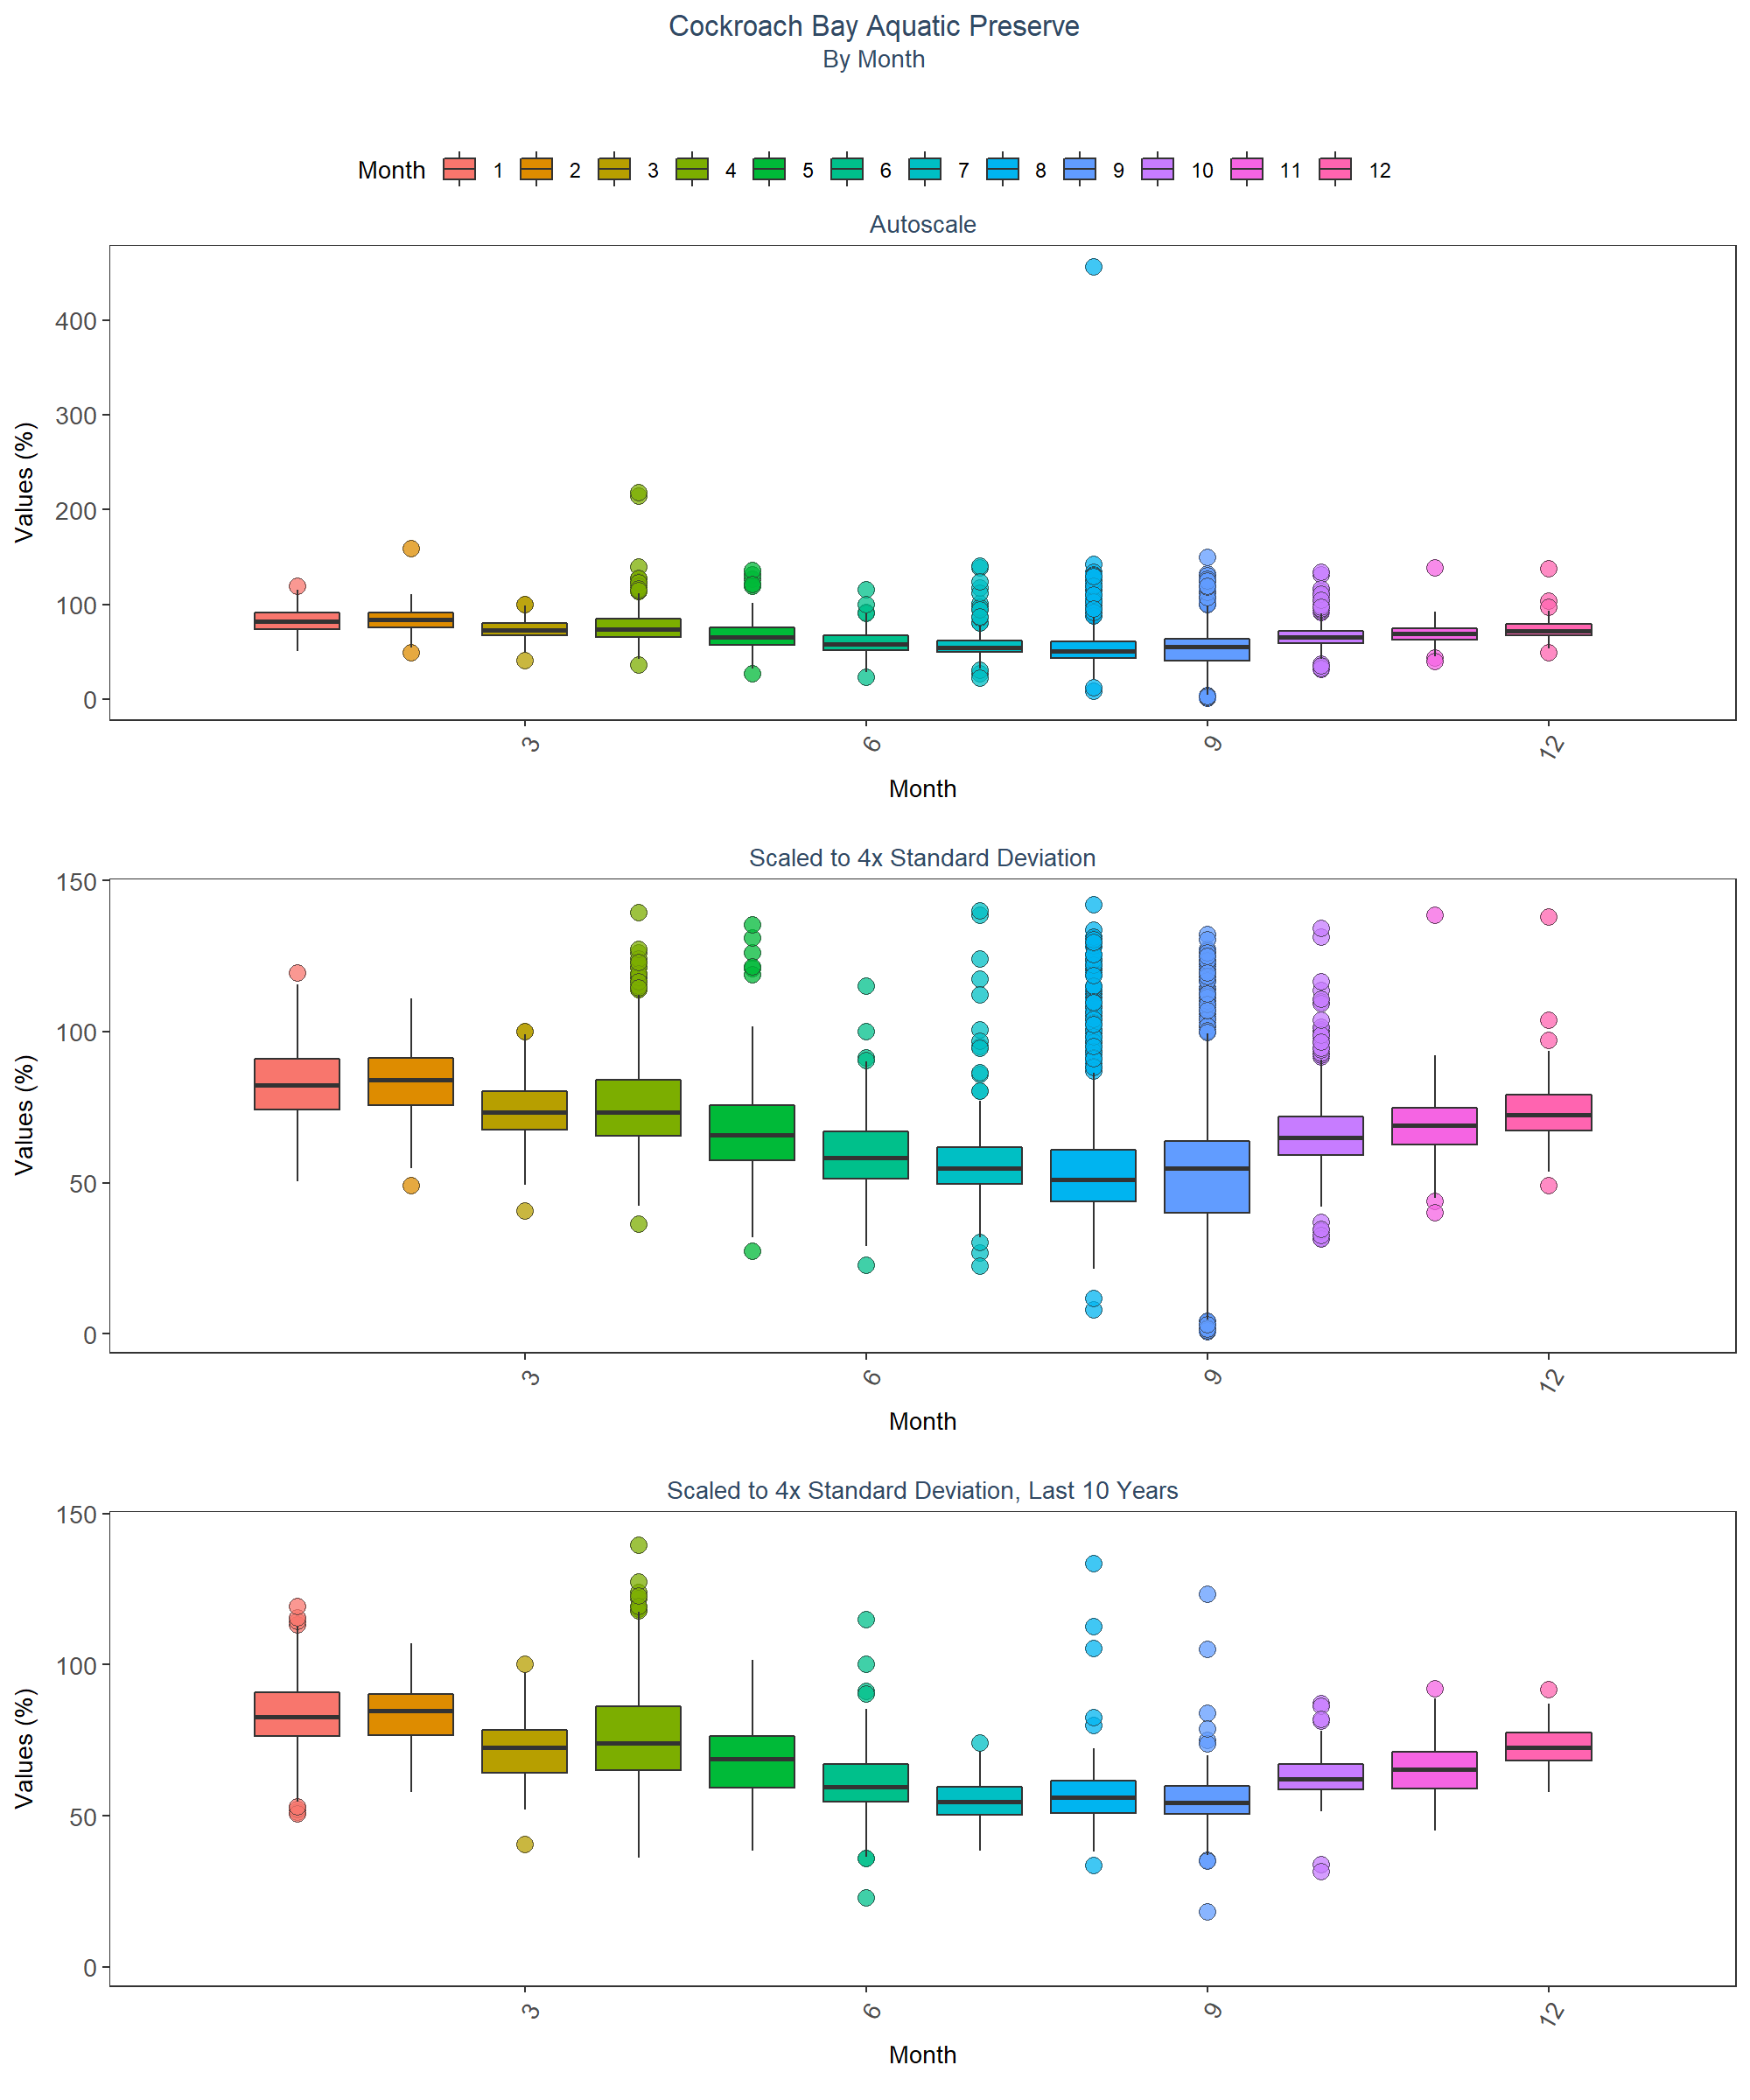 Cockroach Bay Aquatic Preserve
By Month
Month 1 2 3 4 5 6 7 8 9 10 11 12
Autoscale
Values (%)
400
300
200
100
0
3 6 9 12
Month
Scaled to 4x Standard Deviation
Values (%)
150
100
50
0
3 6 9 12
Month
Scaled to 4x Standard Deviation, Last 10 Years
Values (%)
150
100
50
0
3 6 9 12
Month